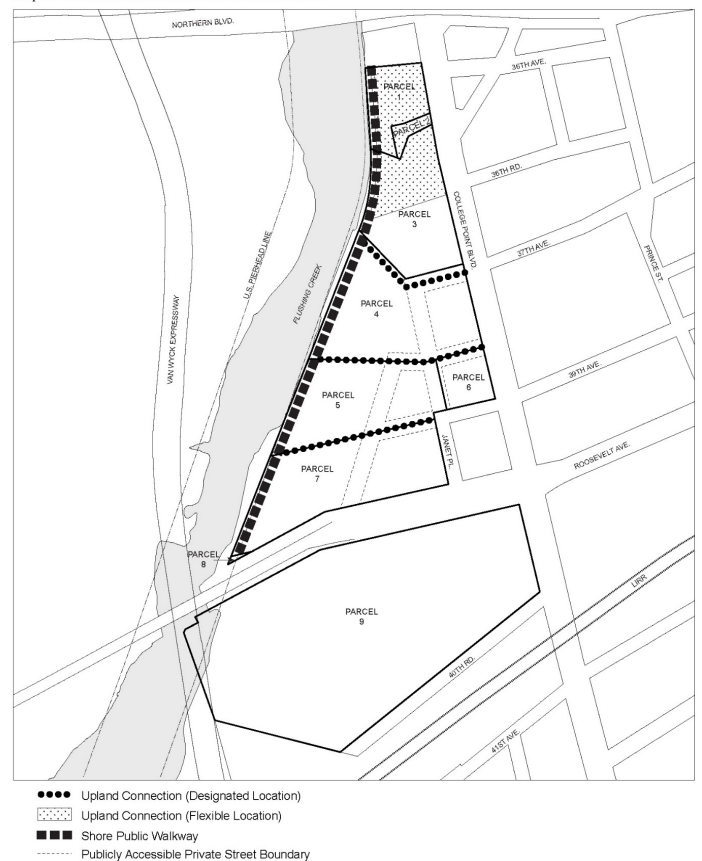 NORTHERN BLVD.
36TH AVE.
PARCEL
1
PARCEL 2
36TH RD.
COLLEGE POINT BLVD.
PARCEL
3
37TH AVE.
PRINCE ST.
U.S. PIERHEAD LINE
FLUSHING CREEK
VAN WYCK EXPRESSWAY
PARCEL
4
39TH AVE.
PARCEL
6
PARCEL
5
JANET PL.
ROOSEVELT AVE.
PARCEL
7
PARCEL
8
LIRR
PARCEL
9
40TH RD.
41ST AVE.
Upland Connection (Designated Location)
Upland Connection (Flexible Location)
Shore Public Walkway
Publicly Accessible Private Street Boundary